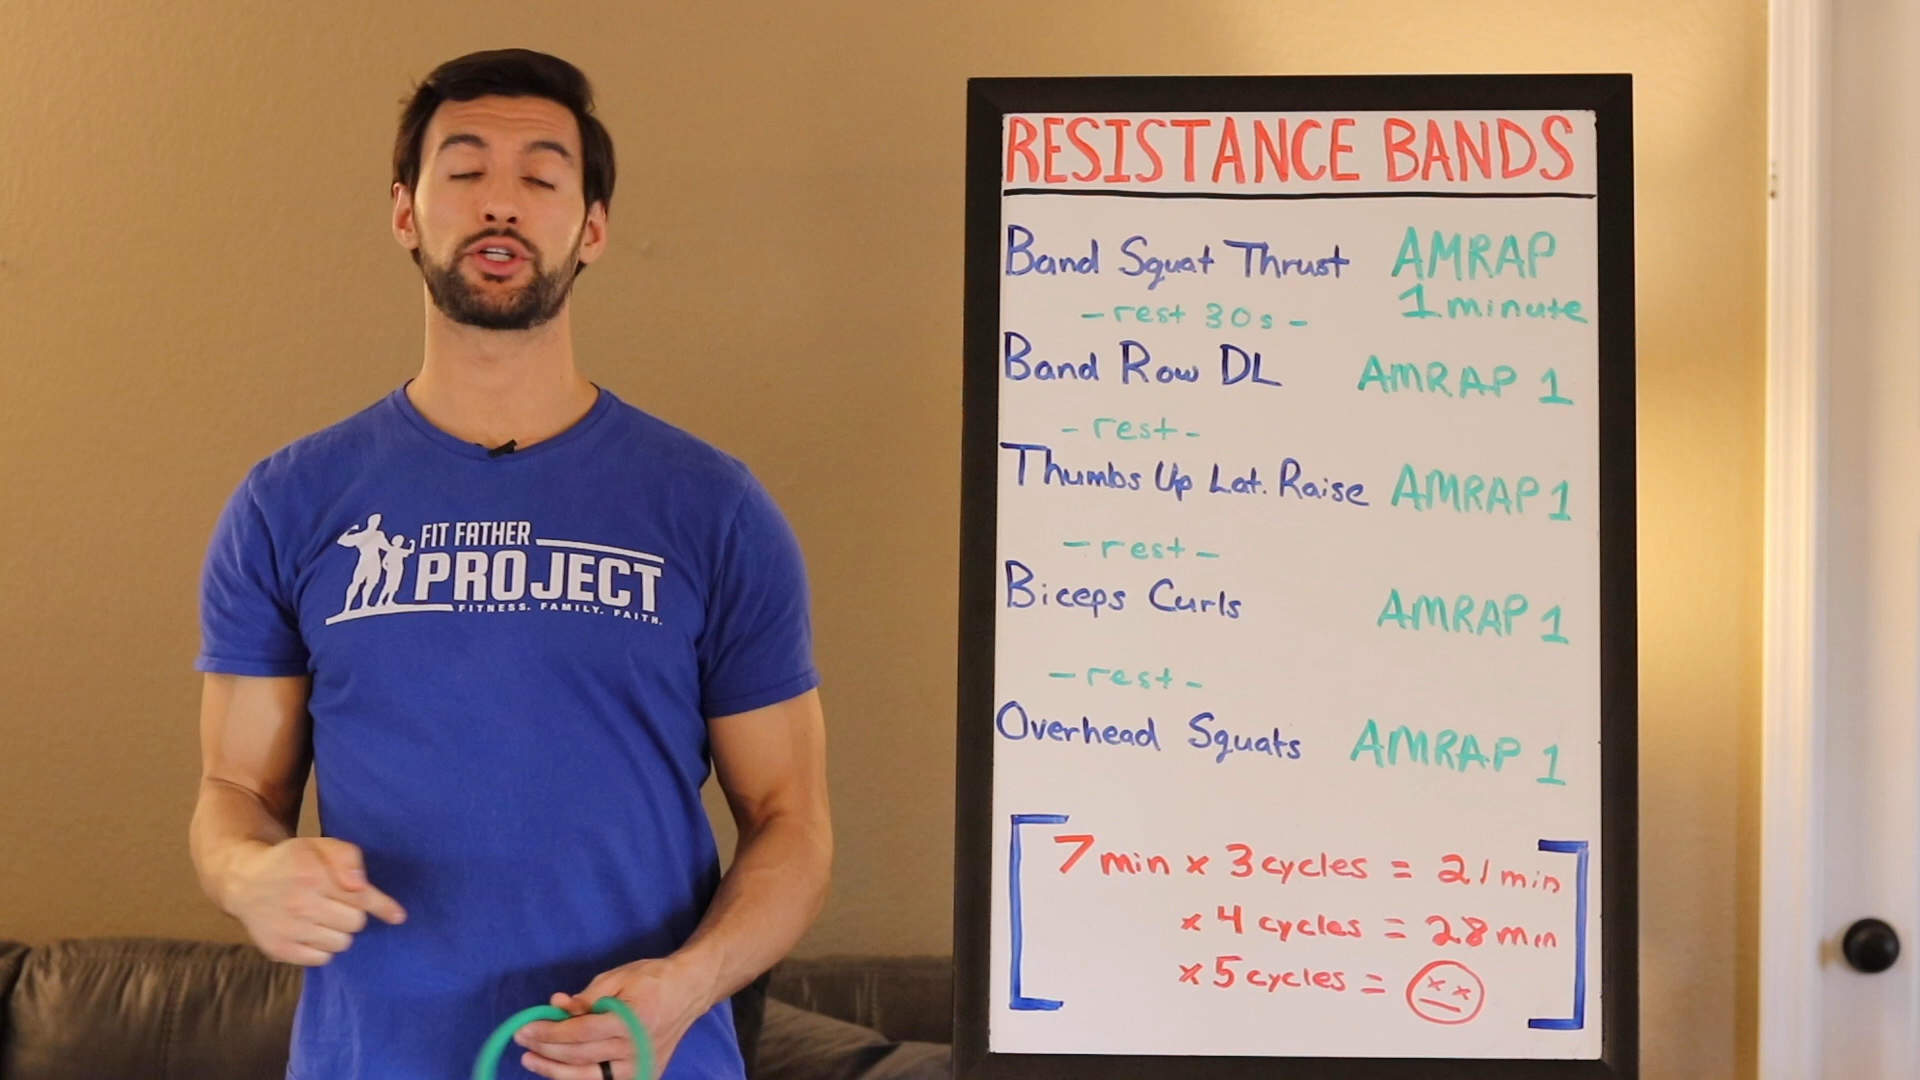 FIT FATHER
PROJECT
FITNESS. FAMILY. FAITH.
RESISTANCE BANDS
Band Squat Thrust AMRAP
1 minute
- rest 30s -
Band Row DL AMRAP 1
- rest -
Thumbs Up Lat. Raise AMRAP 1
- rest -
Biceps Curls AMRAP 1
- rest -
Overhead Squats AMRAP 1
7 min x 3 cycles = 21 min
x 4 cycles = 28 min
x 5 cycles =